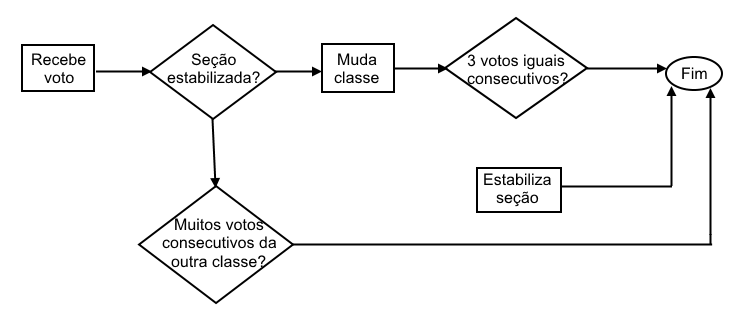 Recebe
voto
Seção
estabilizada?
Muda
classe
3 votos iguais
consecutivos?
Fim
Estabiliza
seção
Muitos votos
consecutivos da
outra classe?